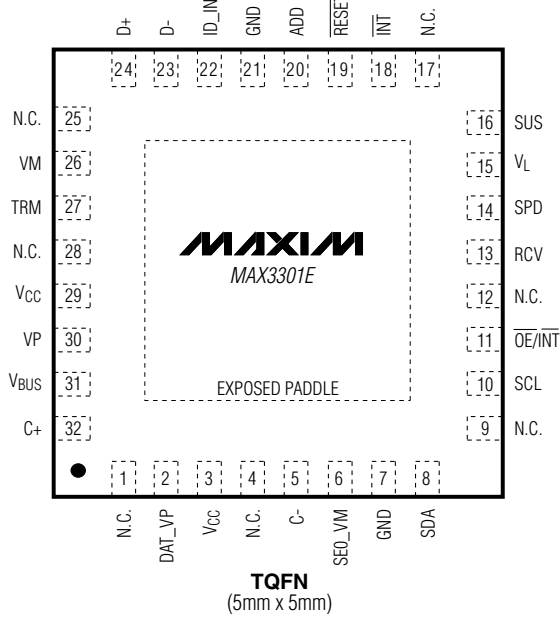 D+ D- ID_IN GND ADD RESET INT N.C.
24 23 22 21 20 19 18 17
N.C. 25
VM 26
TRM 27
N.C. 28
VCC 29
VP 30
VBUS 31
C+ 32
MAXIM
MAX3301E
EXPOSED PADDLE
16 SUS
15 VL
14 SPD
13 RCV
12 N.C.
11 OE/INT
10 SCL
9 N.C.
1 2 3 4 5 6 7 8
N.C. DAT_VP VCC N.C. C- SE0_VM GND SDA
TQFN
(5mm x 5mm)